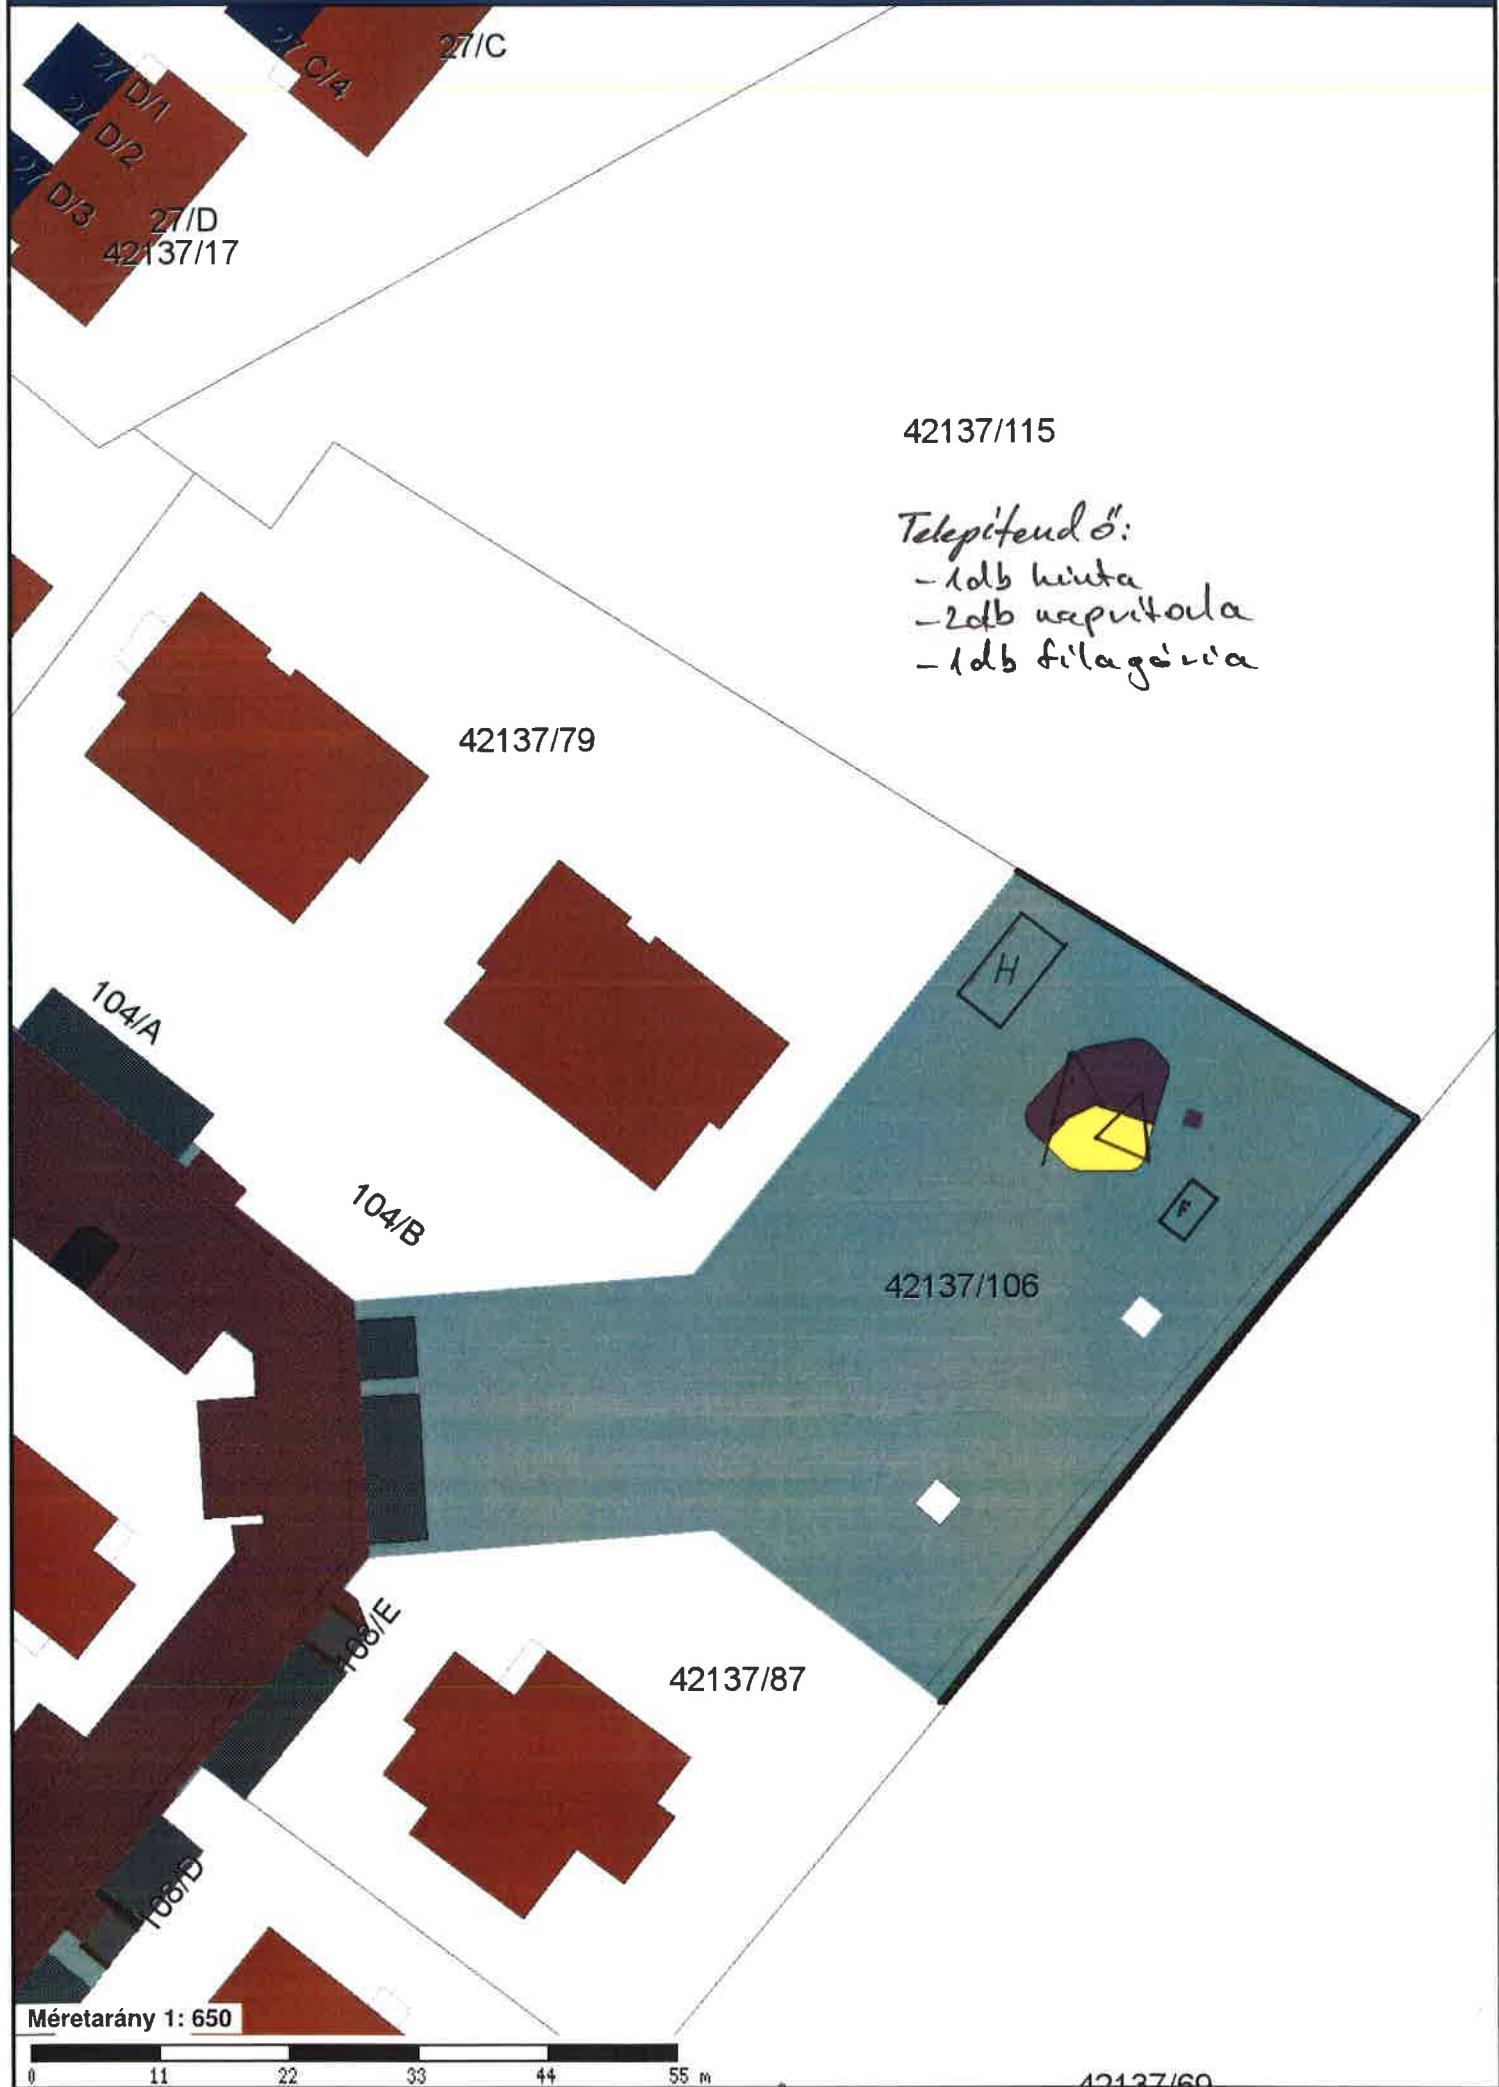 27/C
27 C/4
27 D/1
27 D/2
27 D/3
27/D
42137/17
42137/115
Telepítendő:
- 1db hinta
- 2db napvitorla
- 1db filagória
42137/79
H
104/A
104/B
F
42137/106
108/E
42137/87
108/D
Méretarány 1: 650
0 11 22 33 44 55 m
42137/69